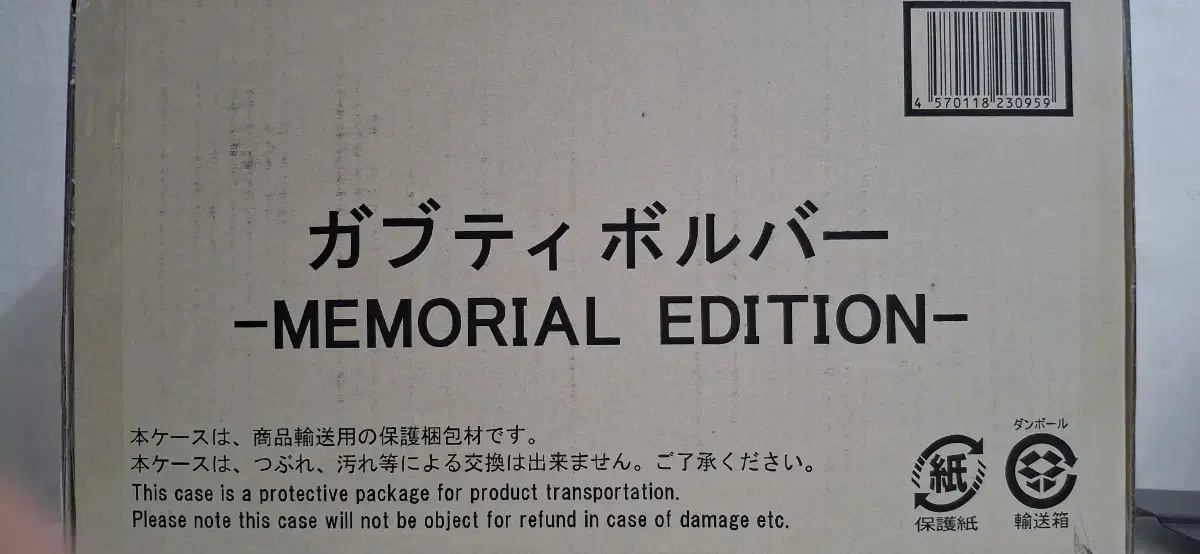 4 570118 230959
ガブティボルバー
-MEMORIAL EDITION-
本ケースは、商品輸送用の保護梱包材です。
本ケースは、つぶれ、汚れ等による交換は出来ません。ご了承ください。
This case is a protective package for product transportation.
Please note this case will not be object for refund in case of damage etc.
紙
保護紙
ダンボール
輸送箱